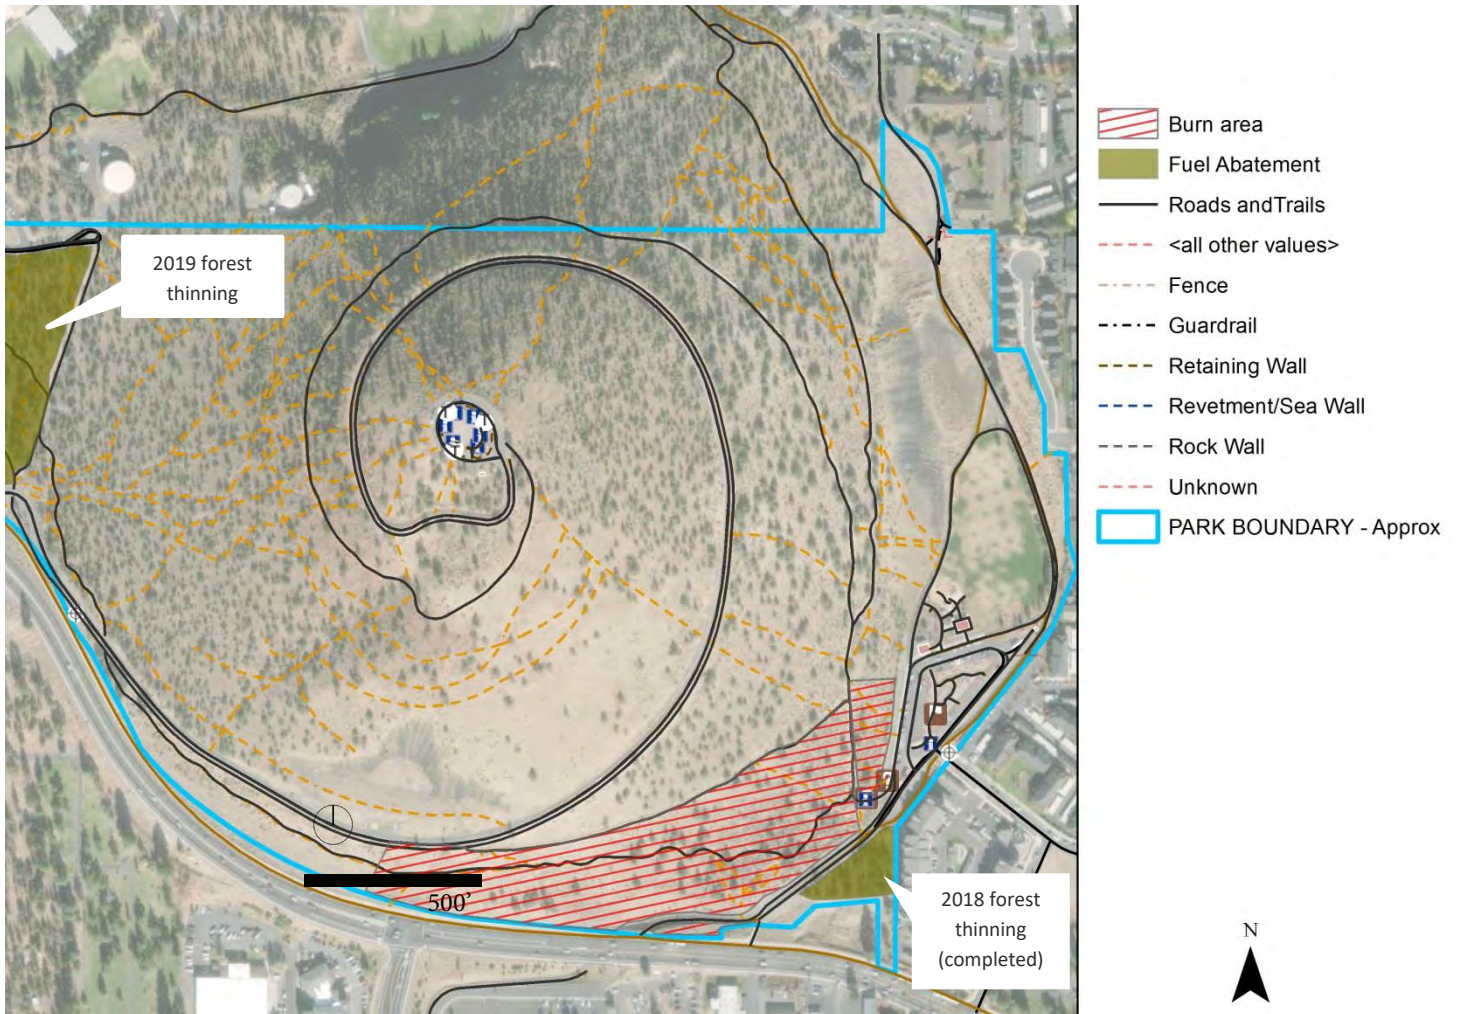 2019 forest
thinning
500'
2018 forest
thinning
(completed)
Burn area
Fuel Abatement
Roads andTrails
<all other values>
Fence
Guardrail
Retaining Wall
Revetment/Sea Wall
Rock Wall
Unknown
PARK BOUNDARY - Approx
N